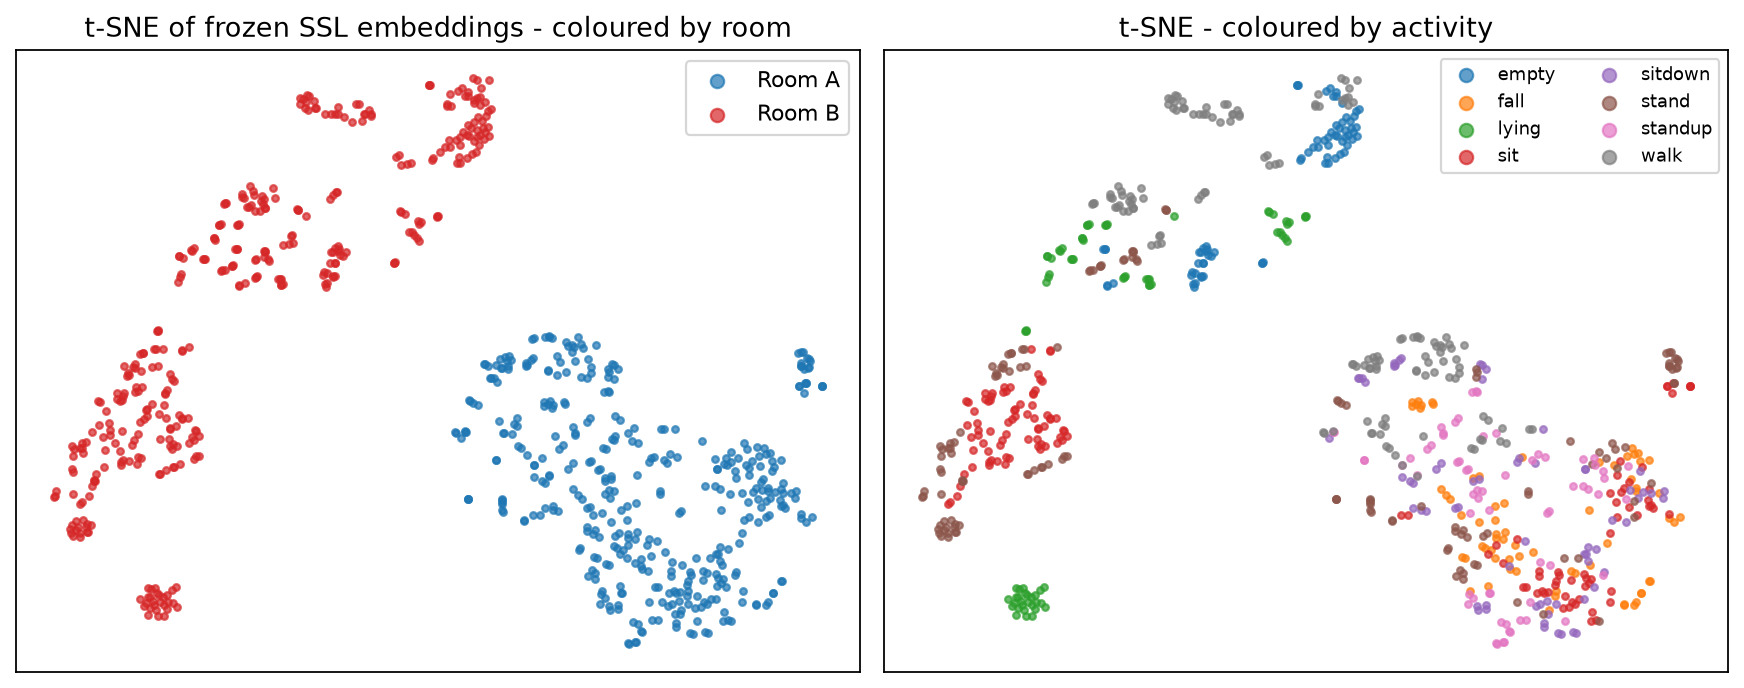 t-SNE of frozen SSL embeddings - coloured by room
Room A
Room B
t-SNE - coloured by activity
empty
fall
lying
sit
sitdown
stand
standup
walk